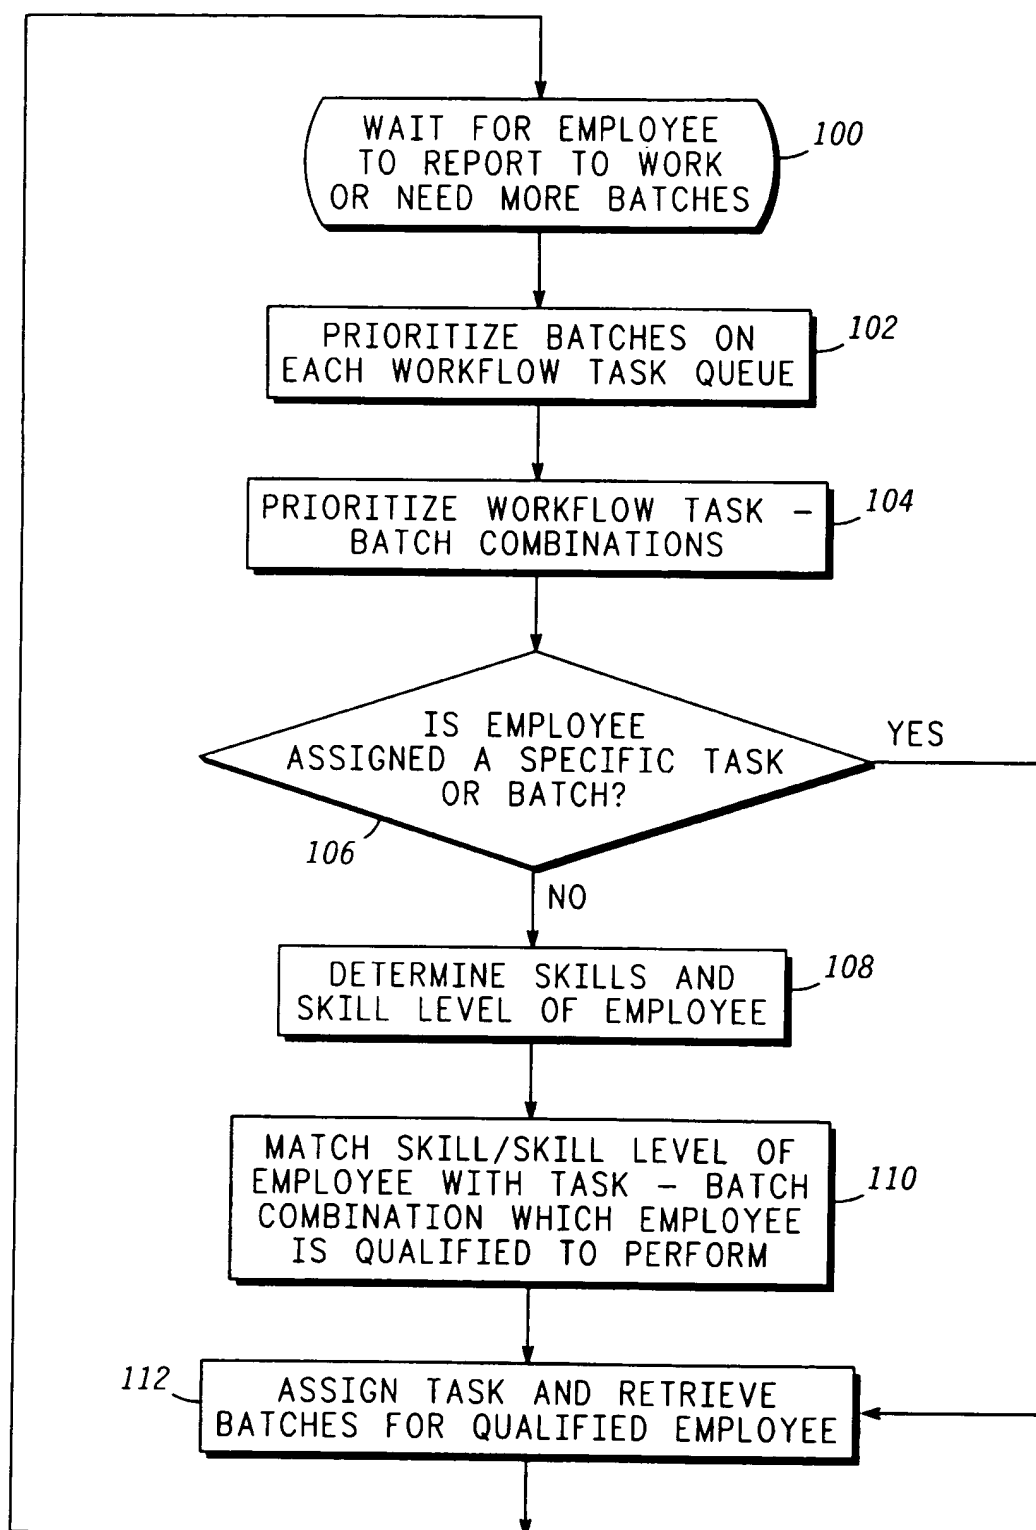 WAIT FOR EMPLOYEE
TO REPORT TO WORK
OR NEED MORE BATCHES
100
PRIORITIZE BATCHES ON
EACH WORKFLOW TASK QUEUE
102
PRIORITIZE WORKFLOW TASK –
BATCH COMBINATIONS
104
IS EMPLOYEE
ASSIGNED A SPECIFIC TASK
OR BATCH?
YES
106
NO
DETERMINE SKILLS AND
SKILL LEVEL OF EMPLOYEE
108
MATCH SKILL/SKILL LEVEL OF
EMPLOYEE WITH TASK – BATCH
COMBINATION WHICH EMPLOYEE
IS QUALIFIED TO PERFORM
110
112
ASSIGN TASK AND RETRIEVE
BATCHES FOR QUALIFIED EMPLOYEE